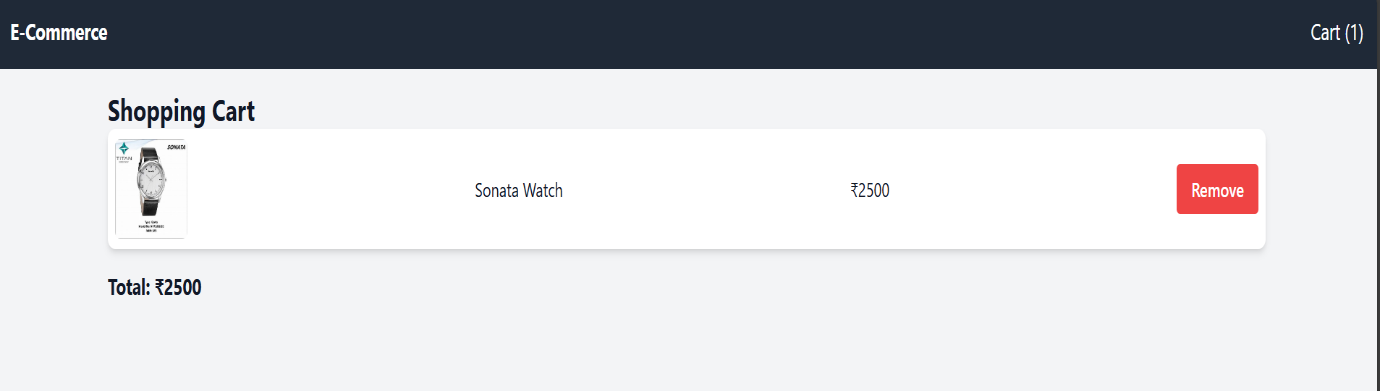 E-Commerce
Cart (1)
Shopping Cart
TITAN
SONATA
Sonata Watch
₹2500
Remove
Total: ₹2500